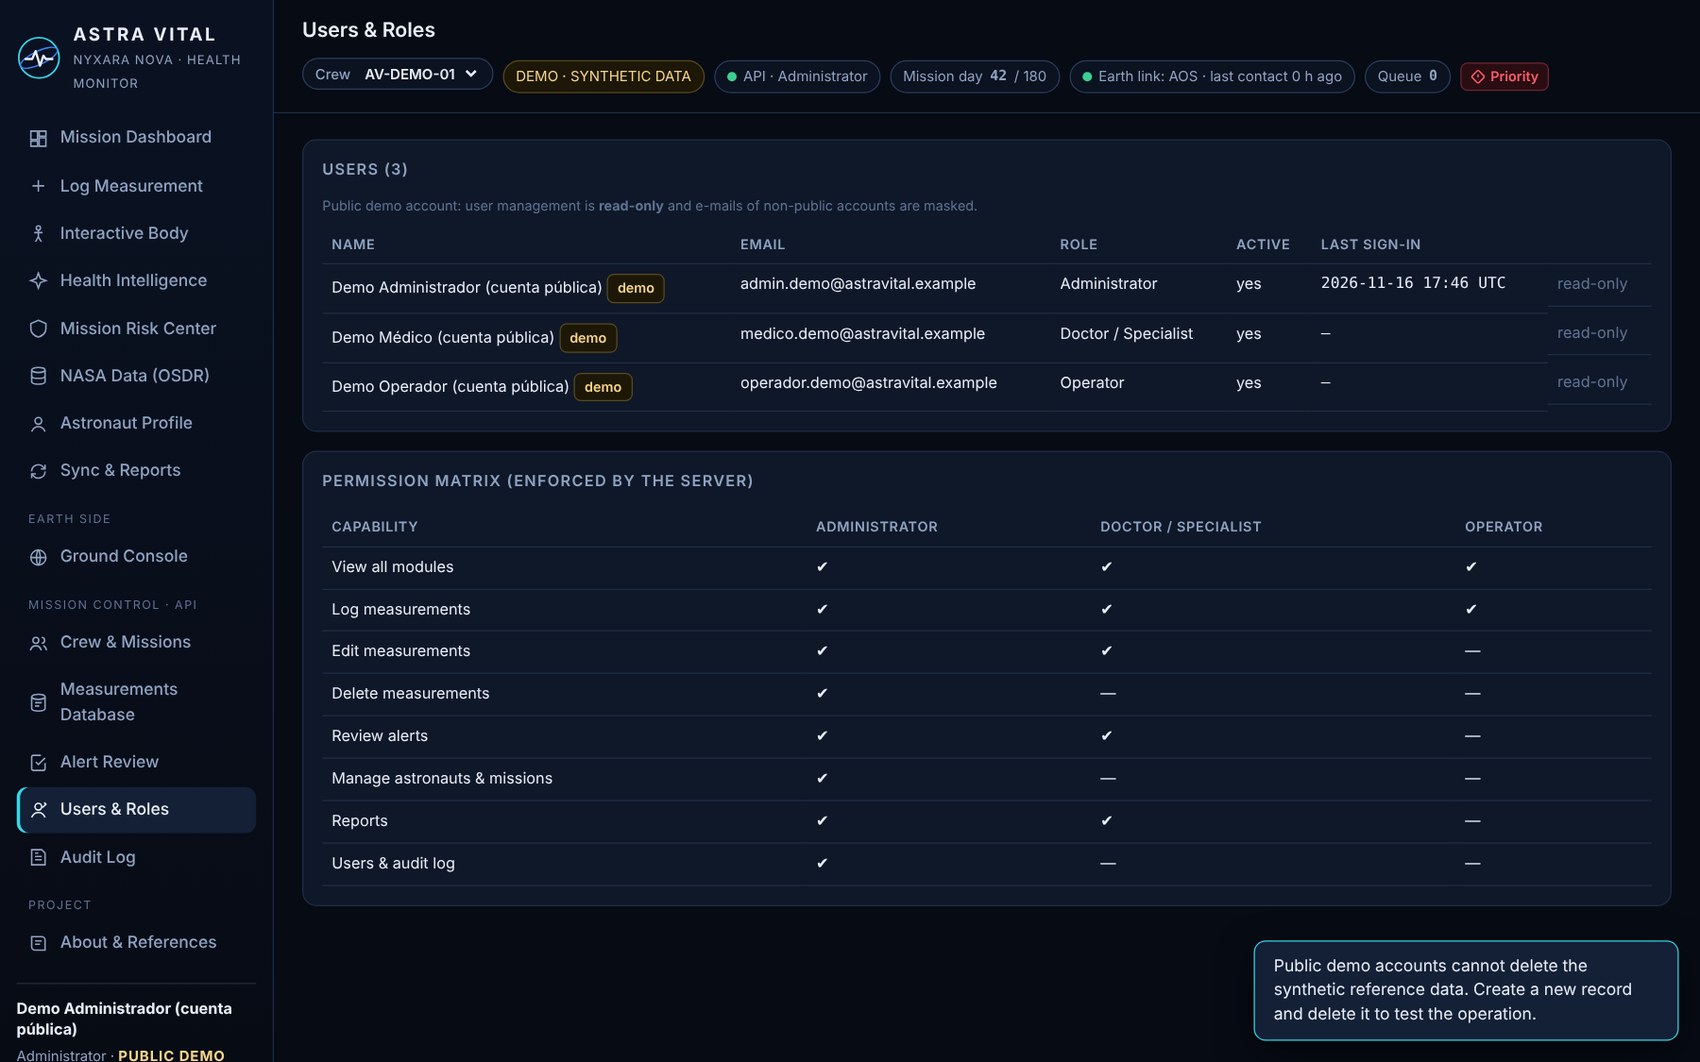 ASTRA VITAL
NYXARA NOVA · HEALTH
MONITOR
Mission Dashboard
Log Measurement
Interactive Body
Health Intelligence
Mission Risk Center
NASA Data (OSDR)
Astronaut Profile
Sync & Reports
EARTH SIDE
Ground Console
MISSION CONTROL · API
Crew & Missions
Measurements
Database
Alert Review
Users & Roles
Audit Log
PROJECT
About & References
Demo Administrador (cuenta
pública)
Administrator · PUBLIC DEMO
Users & Roles
Crew AV-DEMO-01 DEMO · SYNTHETIC DATA API · Administrator Mission day 42 / 180 Earth link: AOS · last contact 0 h ago Queue 0 Priority
USERS (3)
Public demo account: user management is read-only and e-mails of non-public accounts are masked.
NAME EMAIL ROLE ACTIVE LAST SIGN-IN
Demo Administrador (cuenta pública) demo admin.demo@astravital.example Administrator yes 2026-11-16 17:46 UTC read-only
Demo Médico (cuenta pública) demo medico.demo@astravital.example Doctor / Specialist yes — read-only
Demo Operador (cuenta pública) demo operador.demo@astravital.example Operator yes — read-only
PERMISSION MATRIX (ENFORCED BY THE SERVER)
CAPABILITY ADMINISTRATOR DOCTOR / SPECIALIST OPERATOR
View all modules ✔ ✔ ✔
Log measurements ✔ ✔ ✔
Edit measurements ✔ ✔ —
Delete measurements ✔ — —
Review alerts ✔ ✔ —
Manage astronauts & missions ✔ — —
Reports ✔ ✔ —
Users & audit log ✔ — —
Public demo accounts cannot delete the
synthetic reference data. Create a new record
and delete it to test the operation.